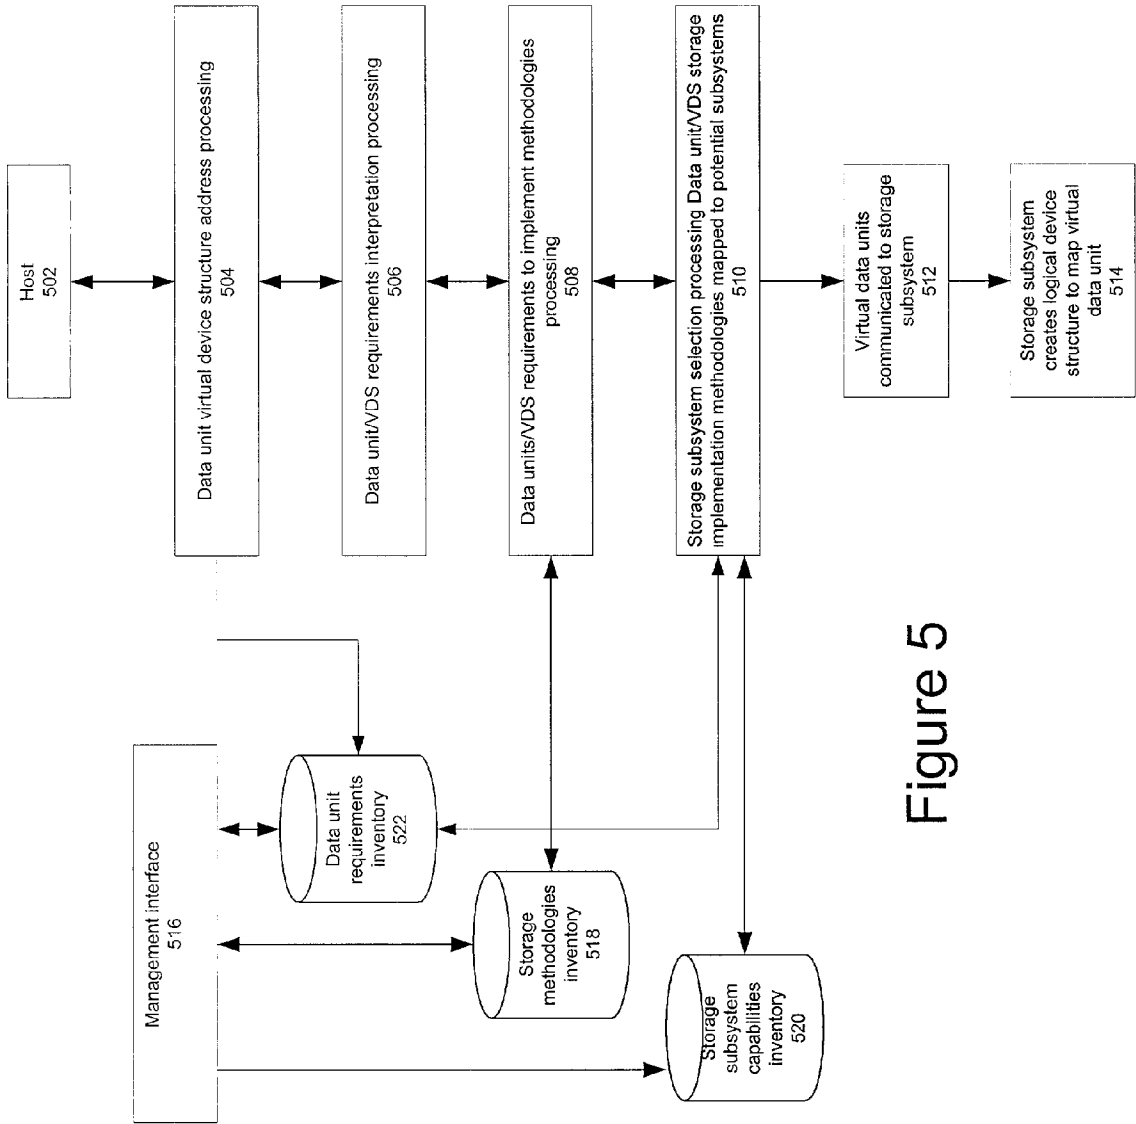 Host
502
Data unit virtual device structure address processing
504
Data unit/VDS requirements interpretation processing
506
Data units/VDS requirements to implement methodologies
processing
508
Storage subsystem selection processing Data unit/VDS storage
implementation methodologies mapped to potential subsystems
510
Virtual data units
communicated to storage
subsystem
512
Storage subsystem
creates logical device
structure to map virtual
data unit
514
Management interface
516
Data unit
requirements
inventory
522
Storage
methodologies
inventory
518
Storage
subsystem
capabilities
inventory
520
Figure 5